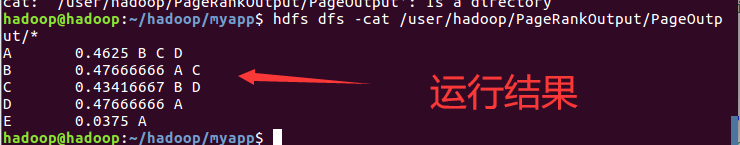 cat: `/user/hadoop/PageRankOutput/PageOutput': Is a directory
hadoop@hadoop:~/hadoop/myapp$ hdfs dfs -cat /user/hadoop/PageRankOutput/PageOutp
ut/*
A 0.4625 B C D
B 0.47666666 A C
C 0.43416667 B D
D 0.47666666 A
E 0.0375 A
运行结果
hadoop@hadoop:~/hadoop/myapp$